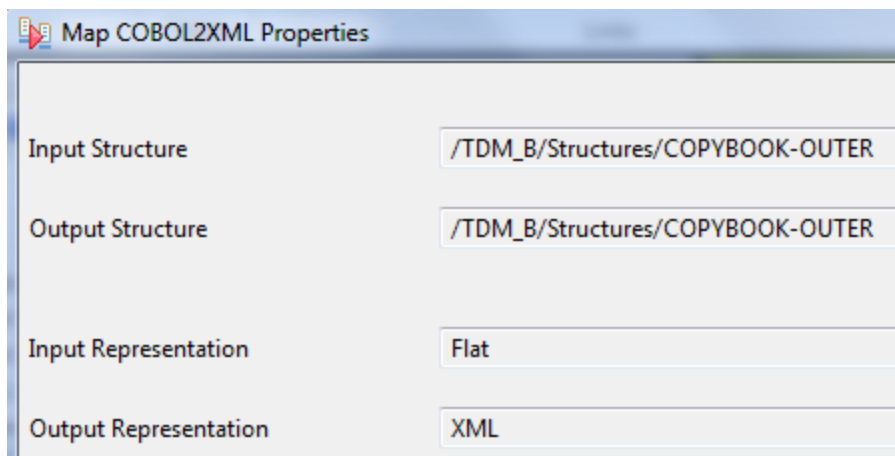 Map COBOL2XML Properties
Input Structure /TDM_B/Structures/COPYBOOK-OUTER
Output Structure /TDM_B/Structures/COPYBOOK-OUTER
Input Representation Flat
Output Representation XML